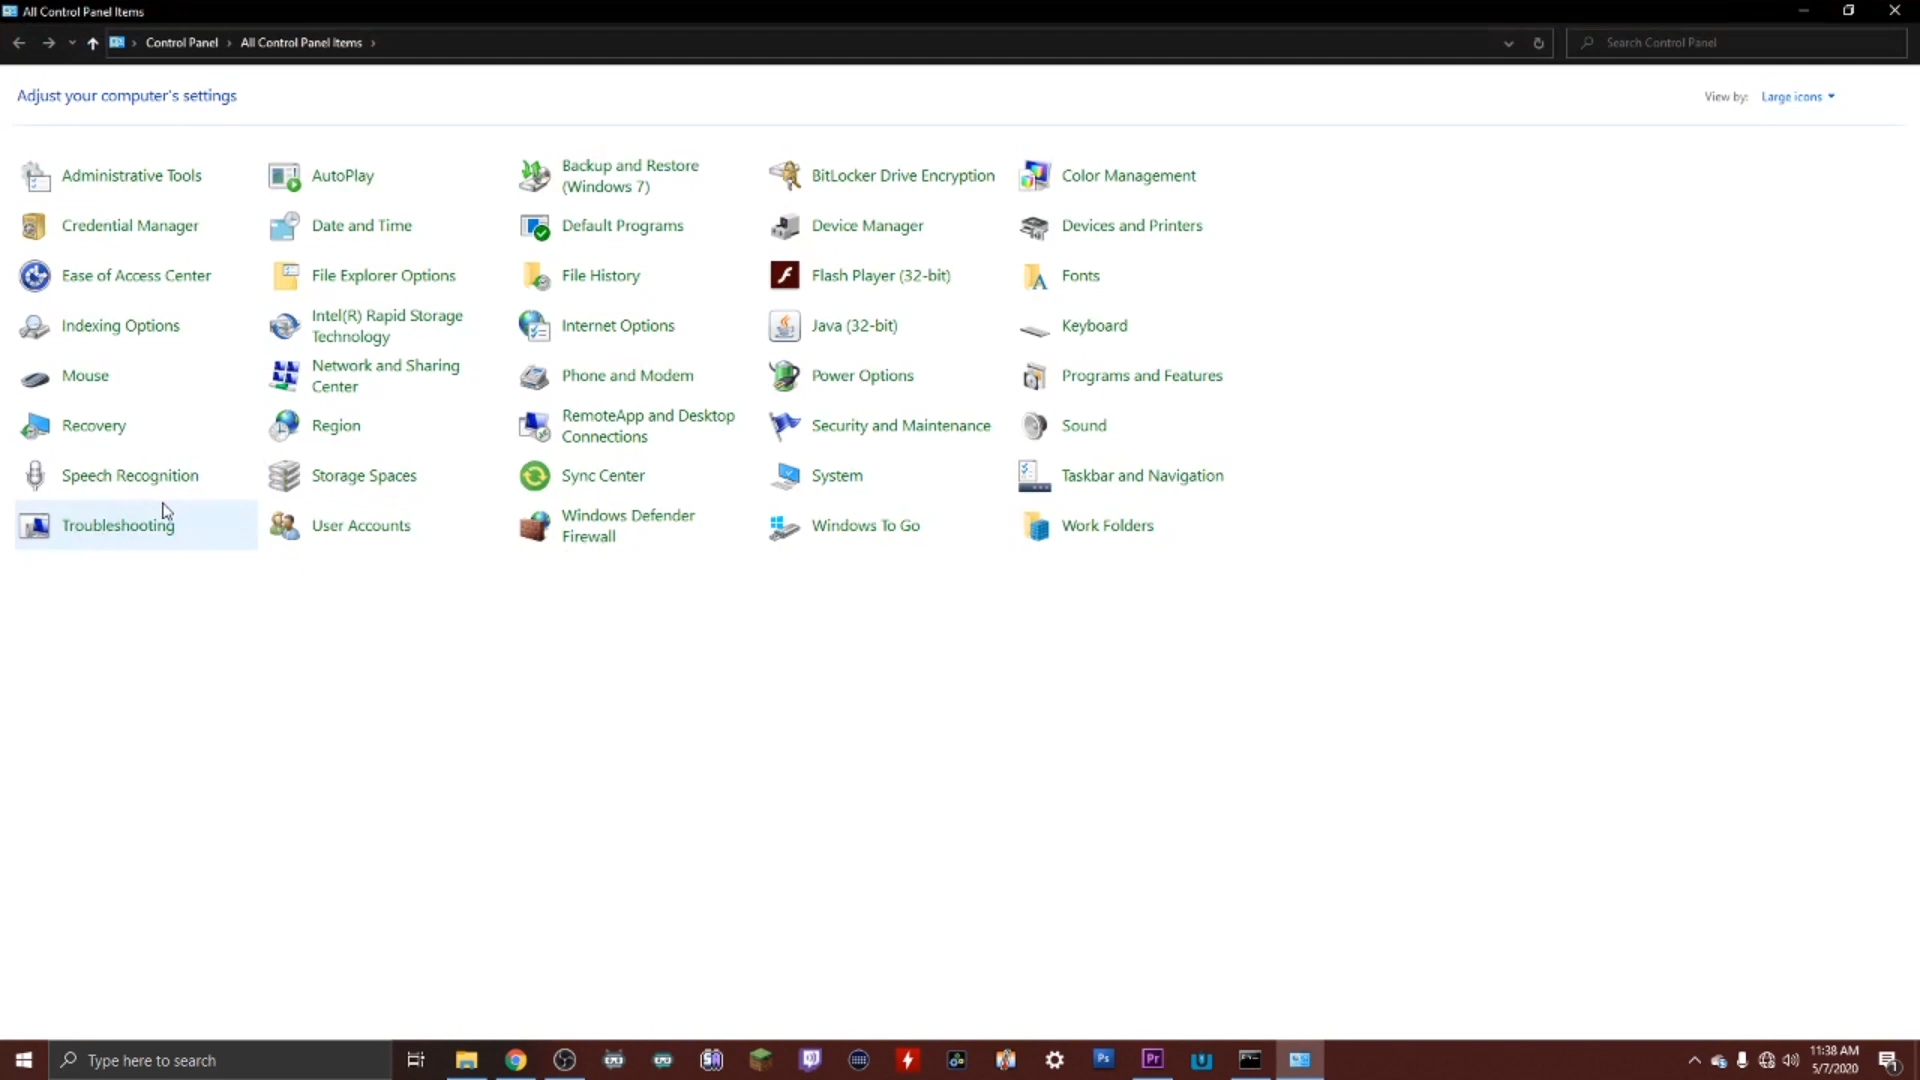 All Control Panel Items
Control Panel > All Control Panel Items >
Search Control Panel
Adjust your computer's settings
View by: Large icons
Administrative Tools
AutoPlay
Backup and Restore
(Windows 7)
BitLocker Drive Encryption
Color Management
Credential Manager
Date and Time
Default Programs
Device Manager
Devices and Printers
Ease of Access Center
File Explorer Options
File History
Flash Player (32-bit)
Fonts
Indexing Options
Intel(R) Rapid Storage
Technology
Internet Options
Java (32-bit)
Keyboard
Mouse
Network and Sharing
Center
Phone and Modem
Power Options
Programs and Features
Recovery
Region
RemoteApp and Desktop
Connections
Security and Maintenance
Sound
Speech Recognition
Storage Spaces
Sync Center
System
Taskbar and Navigation
Troubleshooting
User Accounts
Windows Defender
Firewall
Windows To Go
Work Folders
Type here to search
Ps
Pr
11:38 AM
5/7/2020
1